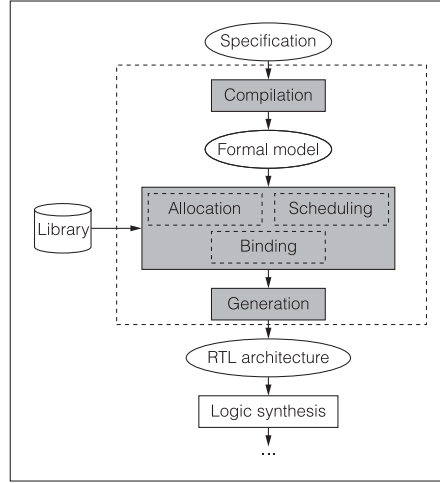 Specification
Compilation
Formal model
Allocation
Scheduling
Library
Binding
Generation
RTL architecture
Logic synthesis
...